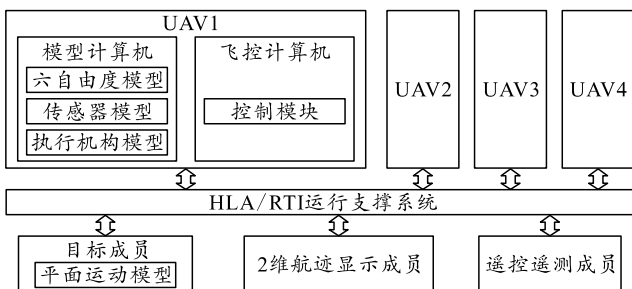 UAV1
模型计算机
六自由度模型
传感器模型
执行机构模型
飞控计算机
控制模块
UAV2
UAV3
UAV4
HLA/RTI运行支撑系统
目标成员
平面运动模型
2维航迹显示成员
遥控遥测成员